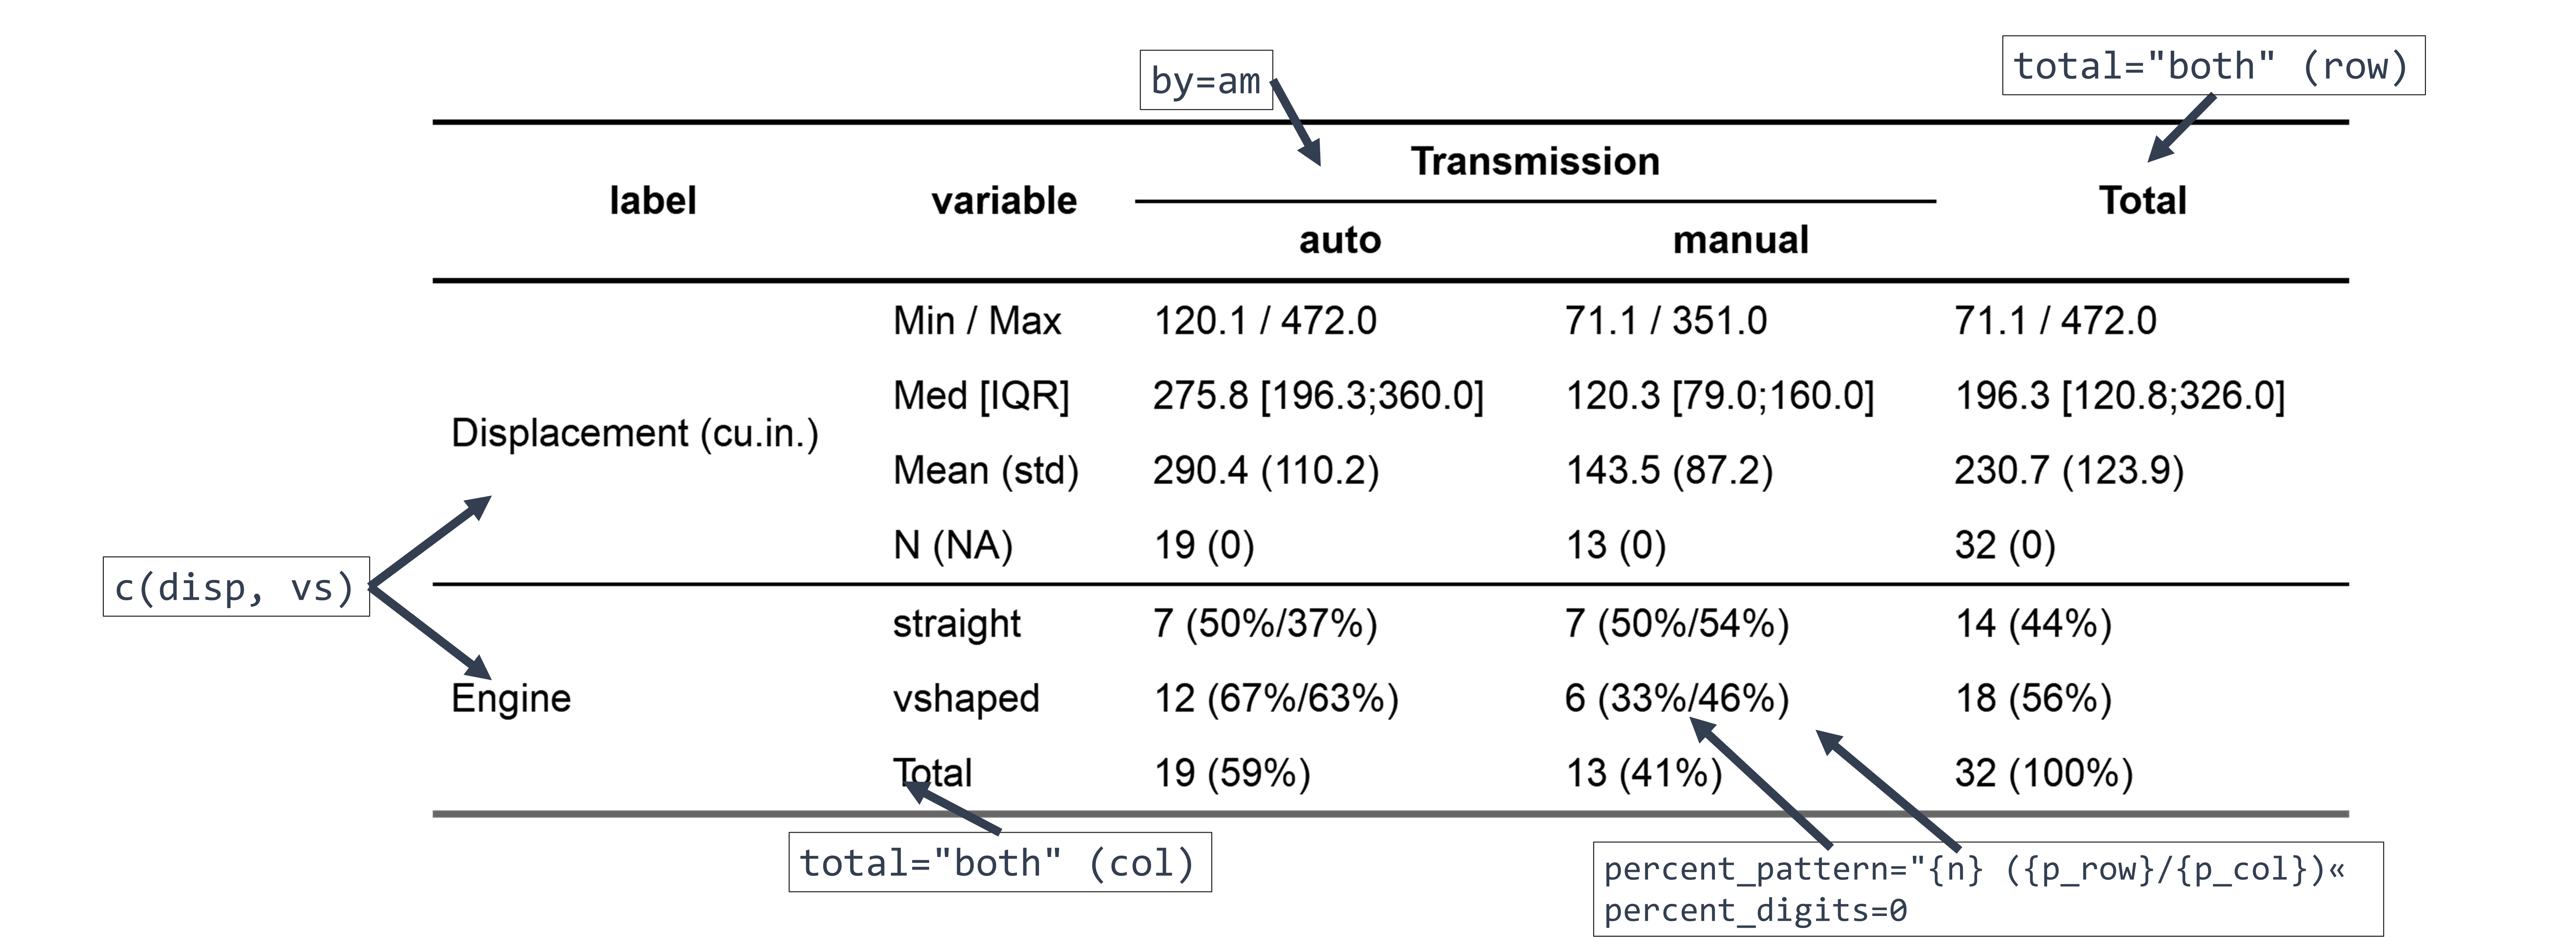 by=am
total="both" (row)
label variable Transmission Total
auto manual
Displacement (cu.in.)
Min / Max 120.1 / 472.0 71.1 / 351.0 71.1 / 472.0
Med [IQR] 275.8 [196.3;360.0] 120.3 [79.0;160.0] 196.3 [120.8;326.0]
Mean (std) 290.4 (110.2) 143.5 (87.2) 230.7 (123.9)
N (NA) 19 (0) 13 (0) 32 (0)
c(disp, vs)
Engine
straight 7 (50%/37%) 7 (50%/54%) 14 (44%)
vshaped 12 (67%/63%) 6 (33%/46%) 18 (56%)
Total 19 (59%) 13 (41%) 32 (100%)
total="both" (col)
percent_pattern="{n} ({p_row}/{p_col})«
percent_digits=0